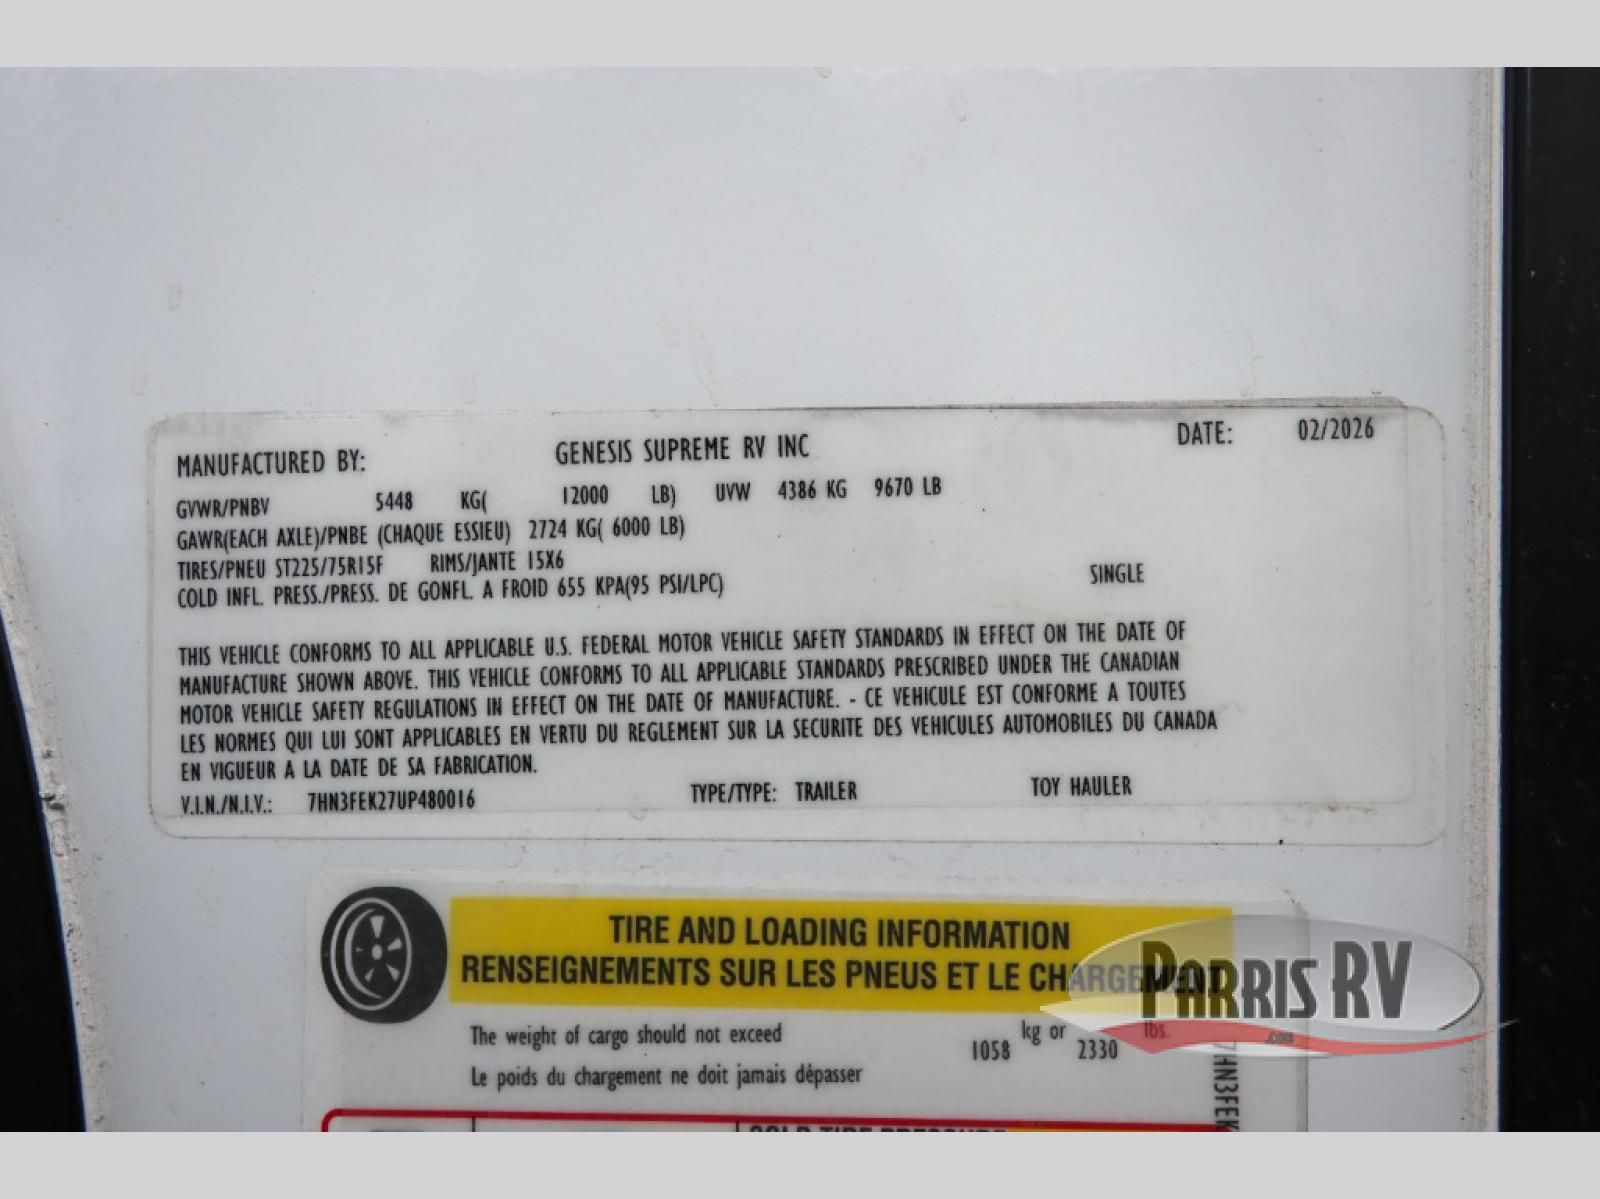 MANUFACTURED BY: GENESIS SUPREME RV INC DATE: 02/2026
GVWR/PNBV 5448 KG( 12000 LB) UVW 4386 KG 9670 LB
GAWR(EACH AXLE)/PNBE (CHAQUE ESSIEU) 2724 KG( 6000 LB)
TIRES/PNEU ST225/75R15F RIMS/JANTE 15X6
COLD INFL. PRESS./PRESS. DE GONFL. A FROID 655 KPA(95 PSI/LPC) SINGLE
THIS VEHICLE CONFORMS TO ALL APPLICABLE U.S. FEDERAL MOTOR VEHICLE SAFETY STANDARDS IN EFFECT ON THE DATE OF
MANUFACTURE SHOWN ABOVE. THIS VEHICLE CONFORMS TO ALL APPLICABLE STANDARDS PRESCRIBED UNDER THE CANADIAN
MOTOR VEHICLE SAFETY REGULATIONS IN EFFECT ON THE DATE OF MANUFACTURE. - CE VEHICULE EST CONFORME A TOUTES
LES NORMES QUI LUI SONT APPLICABLES EN VERTU DU REGLEMENT SUR LA SECURITE DES VEHICULES AUTOMOBILES DU CANADA
EN VIGUEUR A LA DATE DE SA FABRICATION.
V.I.N./N.I.V.: 7HN3FEK27UP480016 TYPE/TYPE: TRAILER TOY HAULER
TIRE AND LOADING INFORMATION
RENSEIGNEMENTS SUR LES PNEUS ET LE CHARGEMENT
The weight of cargo should not exceed 1058 kg or 2330 lbs.
Le poids du chargement ne doit jamais dépasser
7HN3FEK
COLD TIRE PRESSURE
PARRIS RV
.com